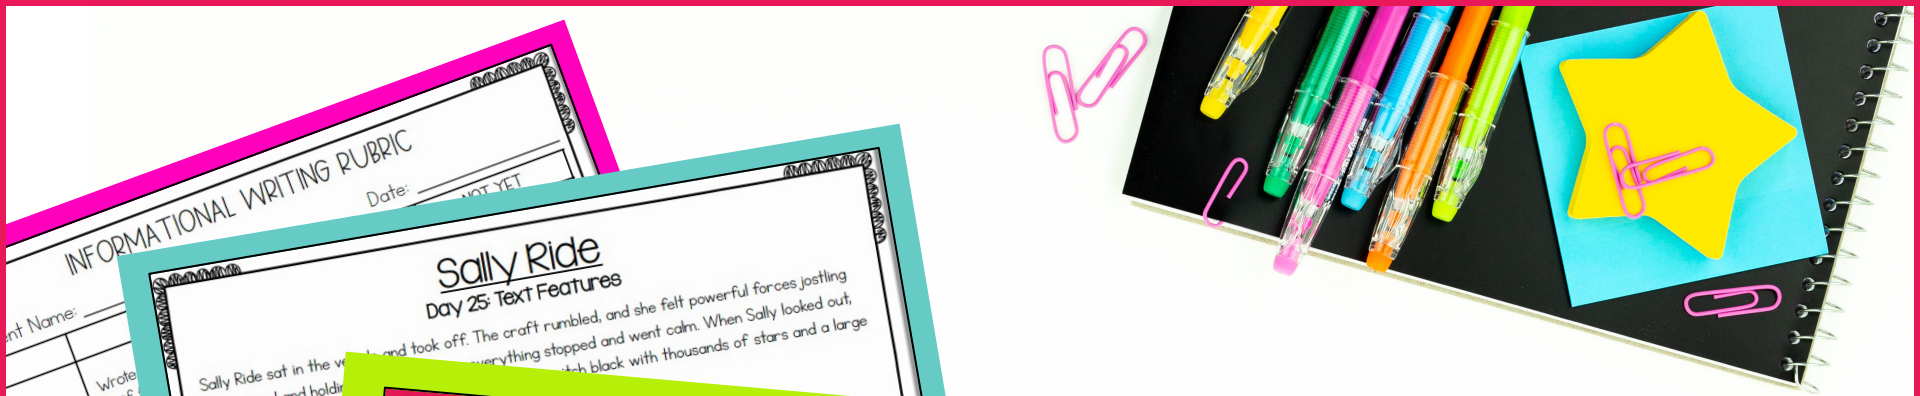 INFORMATIONAL WRITING RUBRIC
Date:
NOT YET
Name:
Wrote
Sally Ride
Day 25: Text Features
Sally Ride sat in the and took off. The craft rumbled, and she felt powerful forces jostling
and everything stopped and went calm. When Sally looked out,
black with thousands of stars and a large